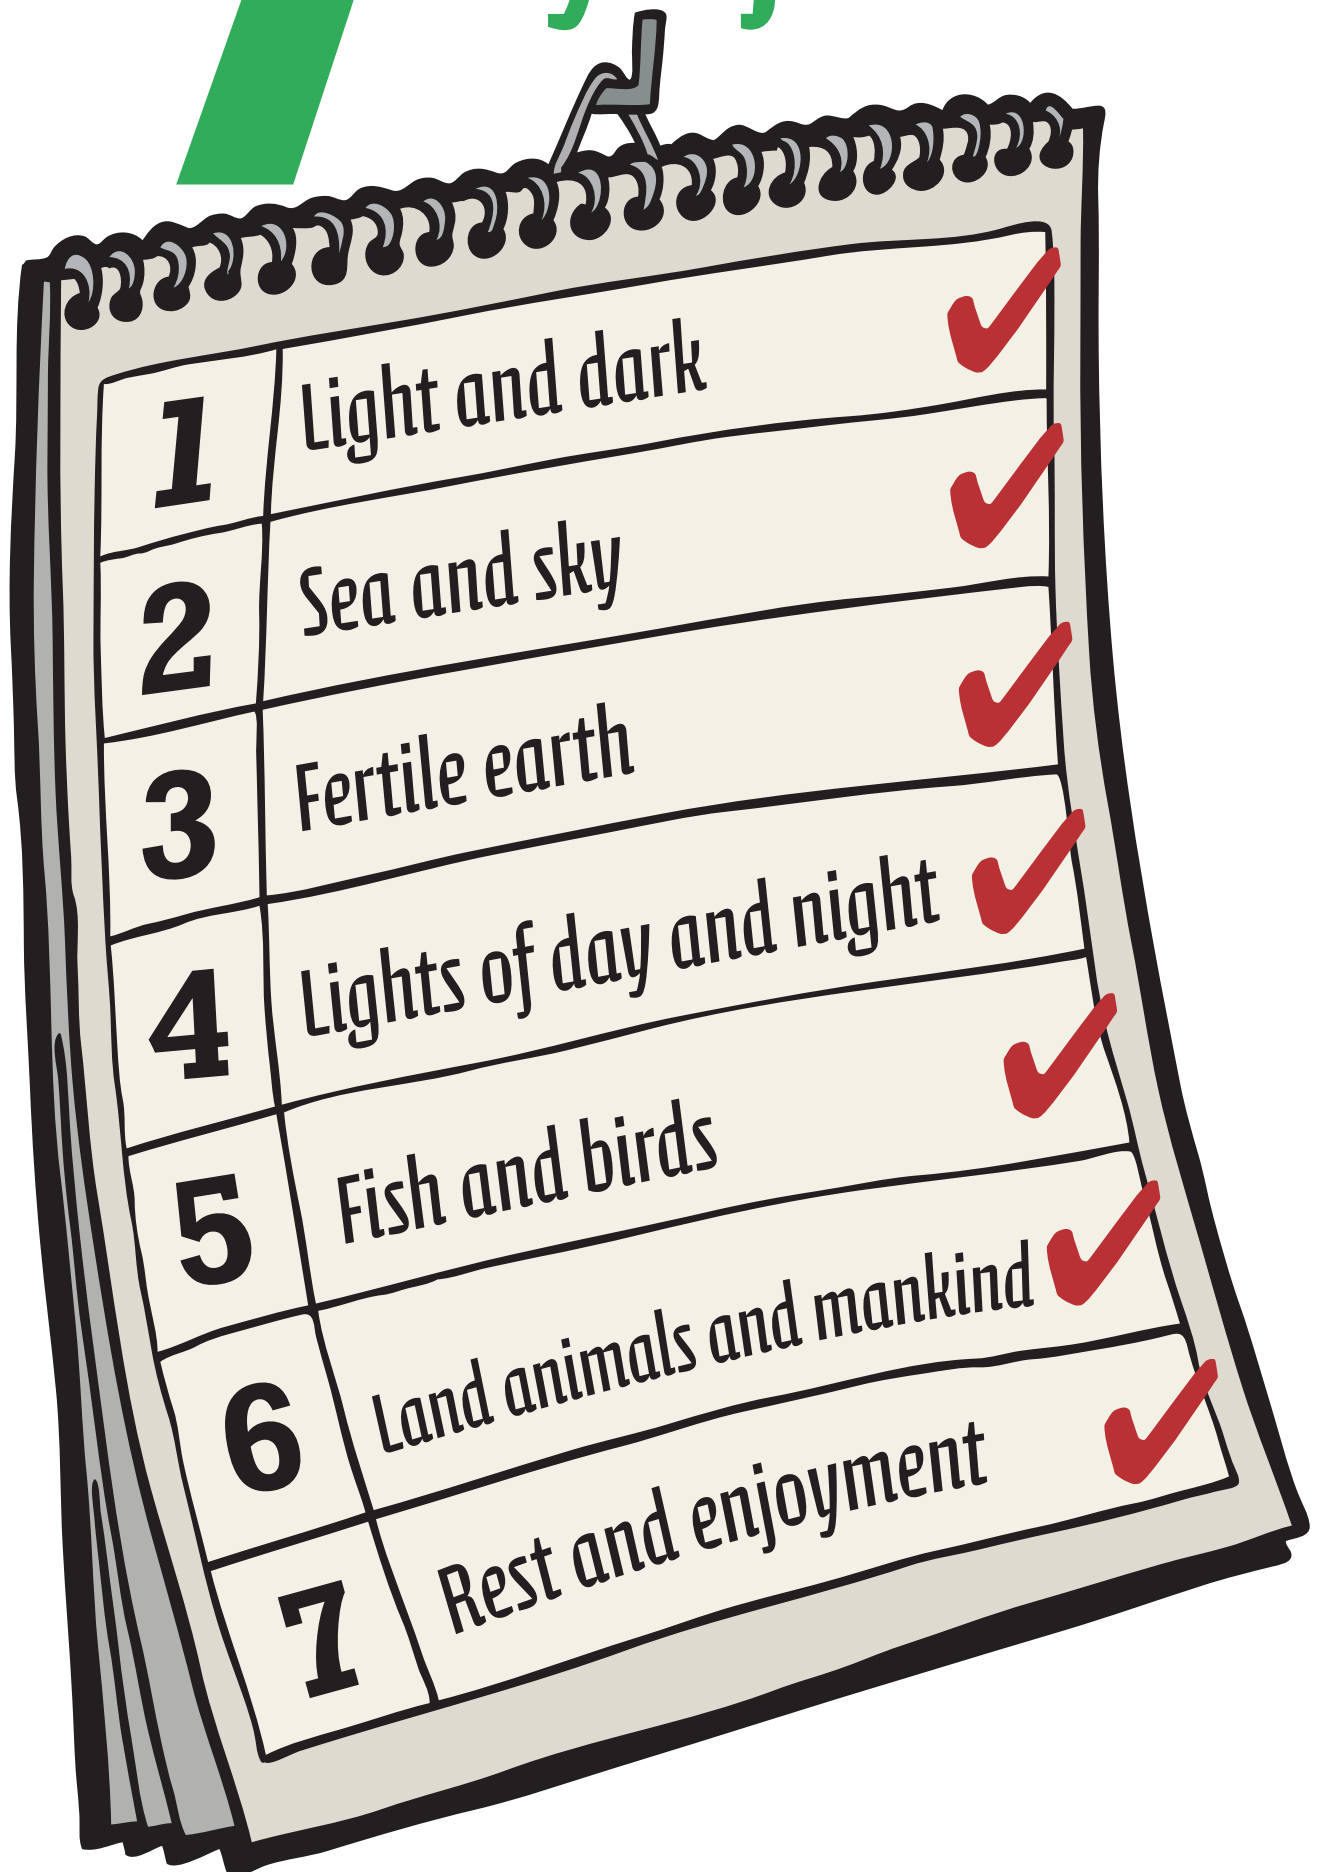 1 Light and dark
2 Sea and sky
3 Fertile earth
4 Lights of day and night
5 Fish and birds
6 Land animals and mankind
7 Rest and enjoyment